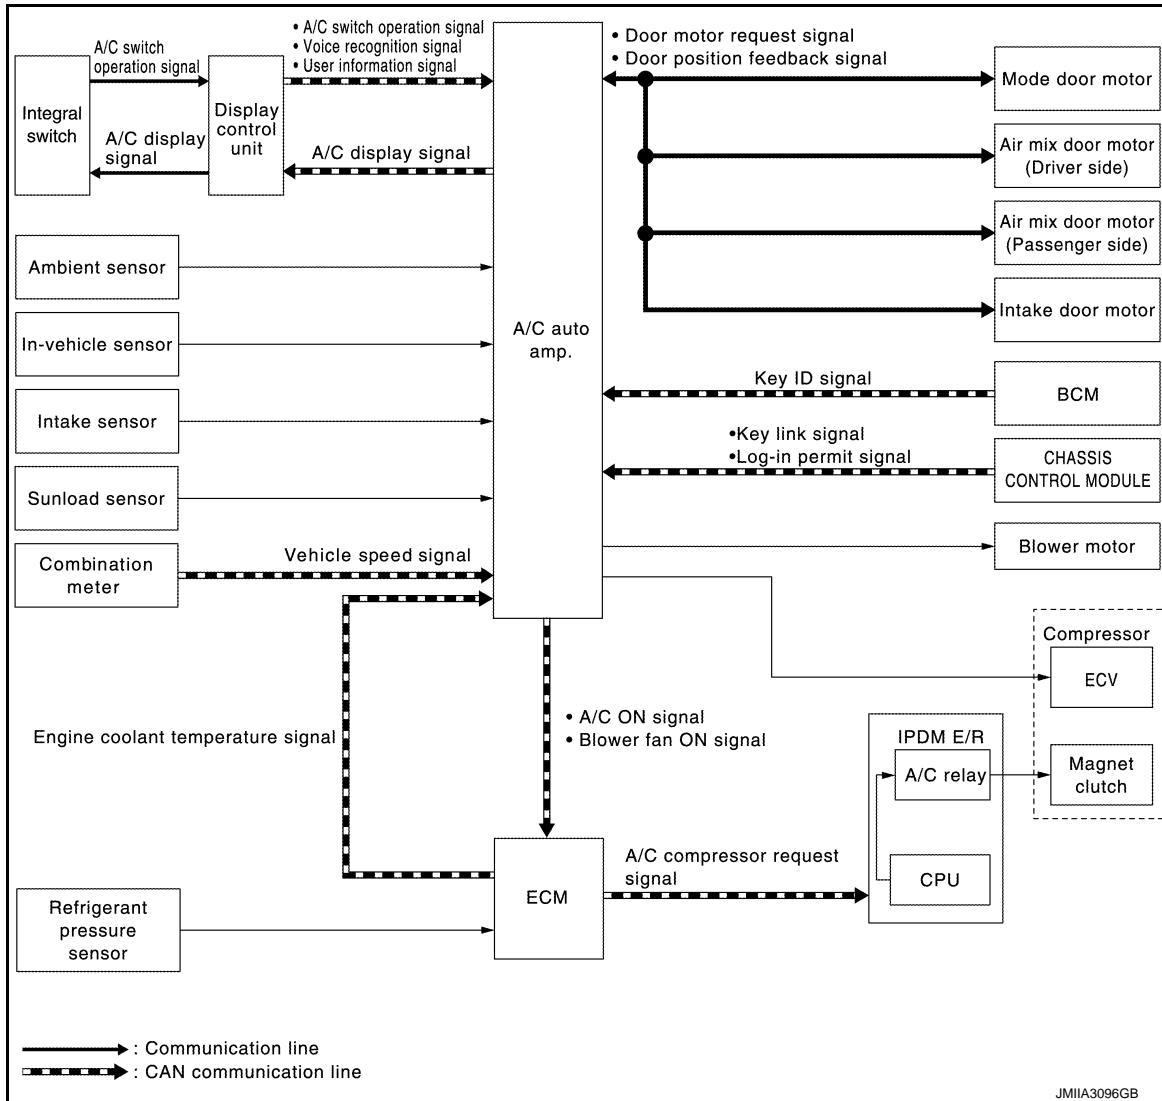 A/C switch
operation signal
• A/C switch operation signal
• Voice recognition signal
• User information signal
Integral
switch
Display
control
unit
A/C display
signal
A/C display signal
• Door motor request signal
• Door position feedback signal
Mode door motor
Air mix door motor
(Driver side)
Air mix door motor
(Passenger side)
Intake door motor
Ambient sensor
In-vehicle sensor
Intake sensor
Sunload sensor
Combination
meter
Vehicle speed signal
A/C auto
amp.
Key ID signal
BCM
•Key link signal
•Log-in permit signal
CHASSIS
CONTROL MODULE
Blower motor
Compressor
ECV
Magnet
clutch
Engine coolant temperature signal
• A/C ON signal
• Blower fan ON signal
IPDM E/R
A/C relay
CPU
A/C compressor request
signal
ECM
Refrigerant
pressure
sensor
: Communication line
: CAN communication line
JMIIA3096GB